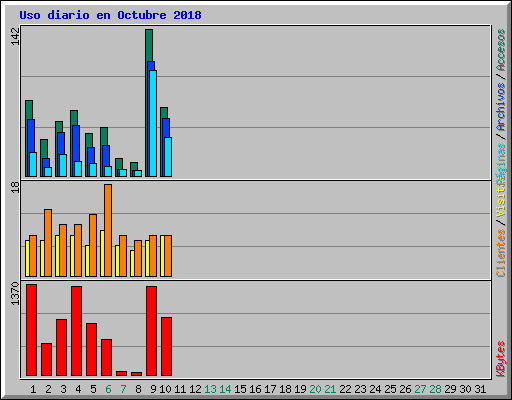 Uso diario en Octubre 2018
142
18
1370
Accesos / Archivos / Páginas
Clientes / Visitas
KBytes
1 2 3 4 5 6 7 8 9 10 11 12 13 14 15 16 17 18 19 20 21 22 23 24 25 26 27 28 29 30 31